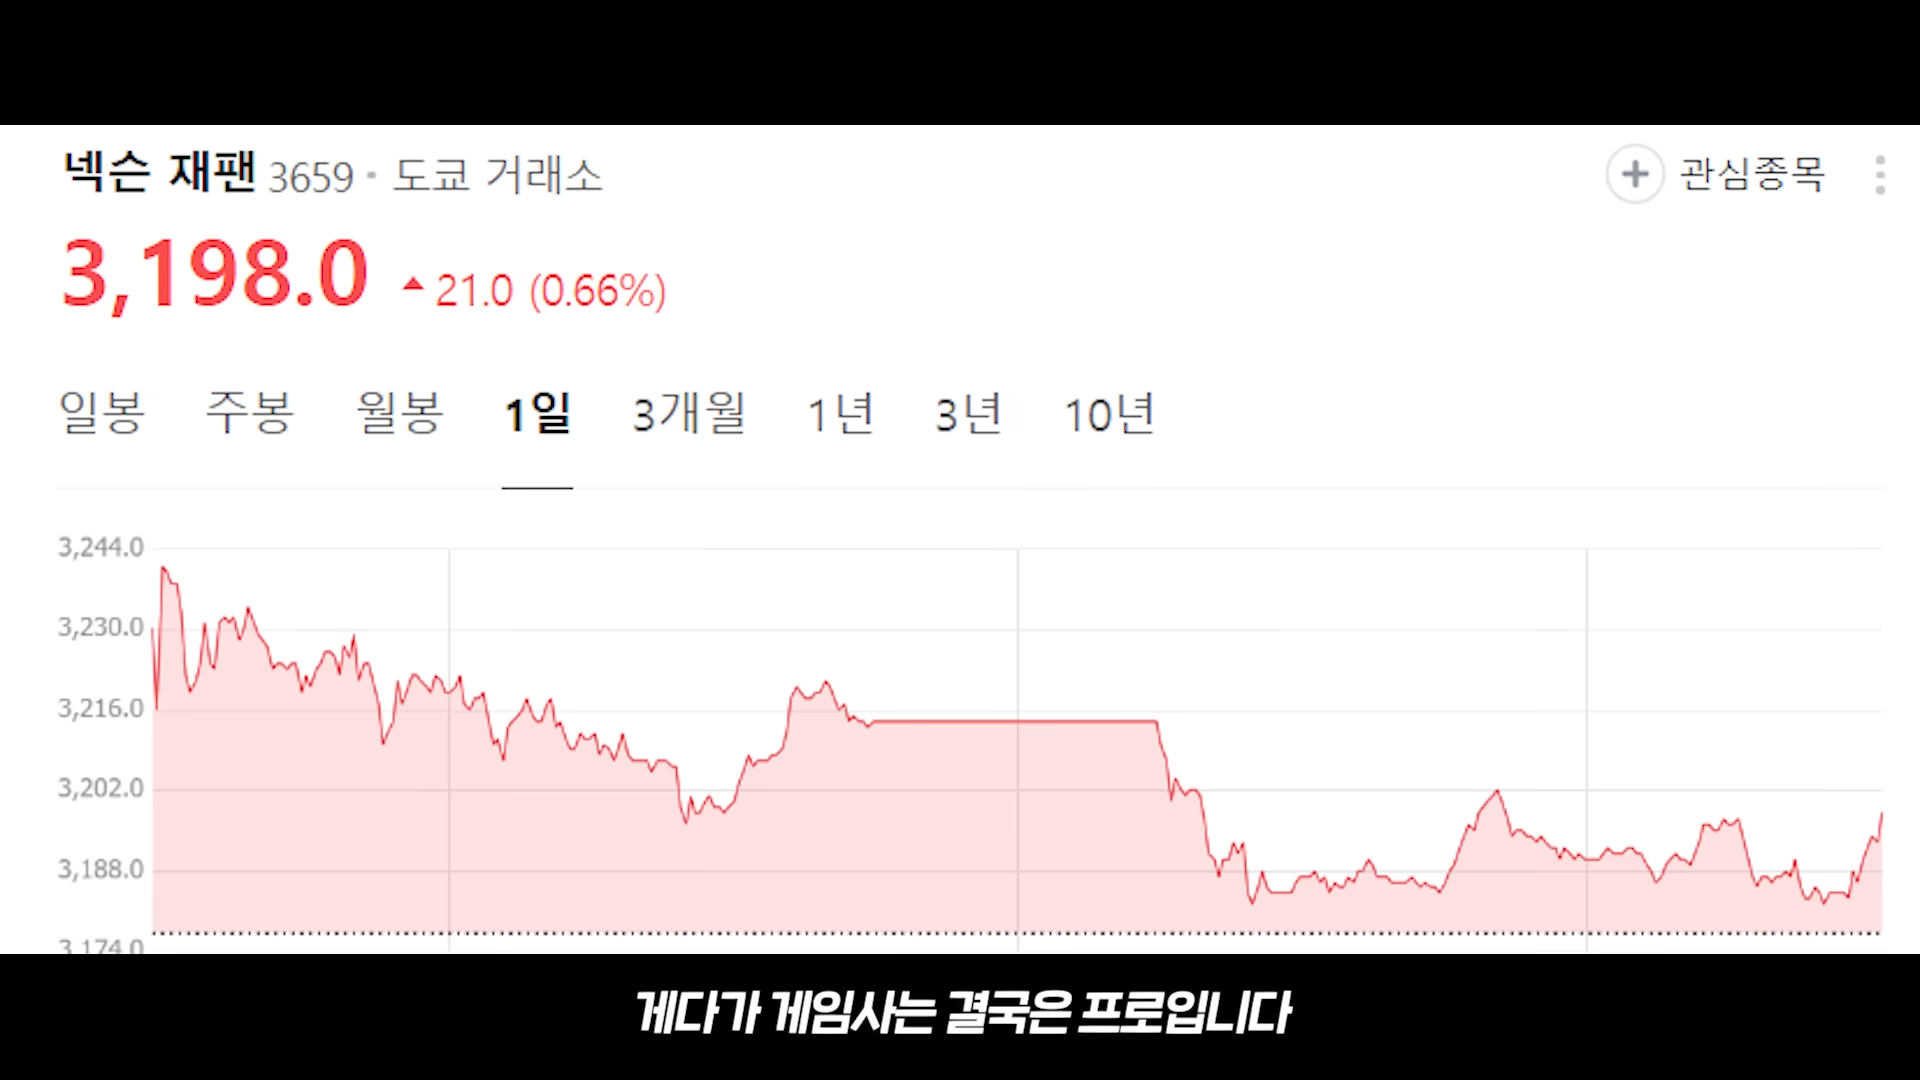 넥슨 재팬 3659 · 도쿄 거래소
관심종목
3,198.0 ▲ 21.0 (0.66%)
일봉 주봉 월봉 1일 3개월 1년 3년 10년
3,244.0
3,230.0
3,216.0
3,202.0
3,188.0
3,174.0
게다가 게임사는 결국은 프로입니다